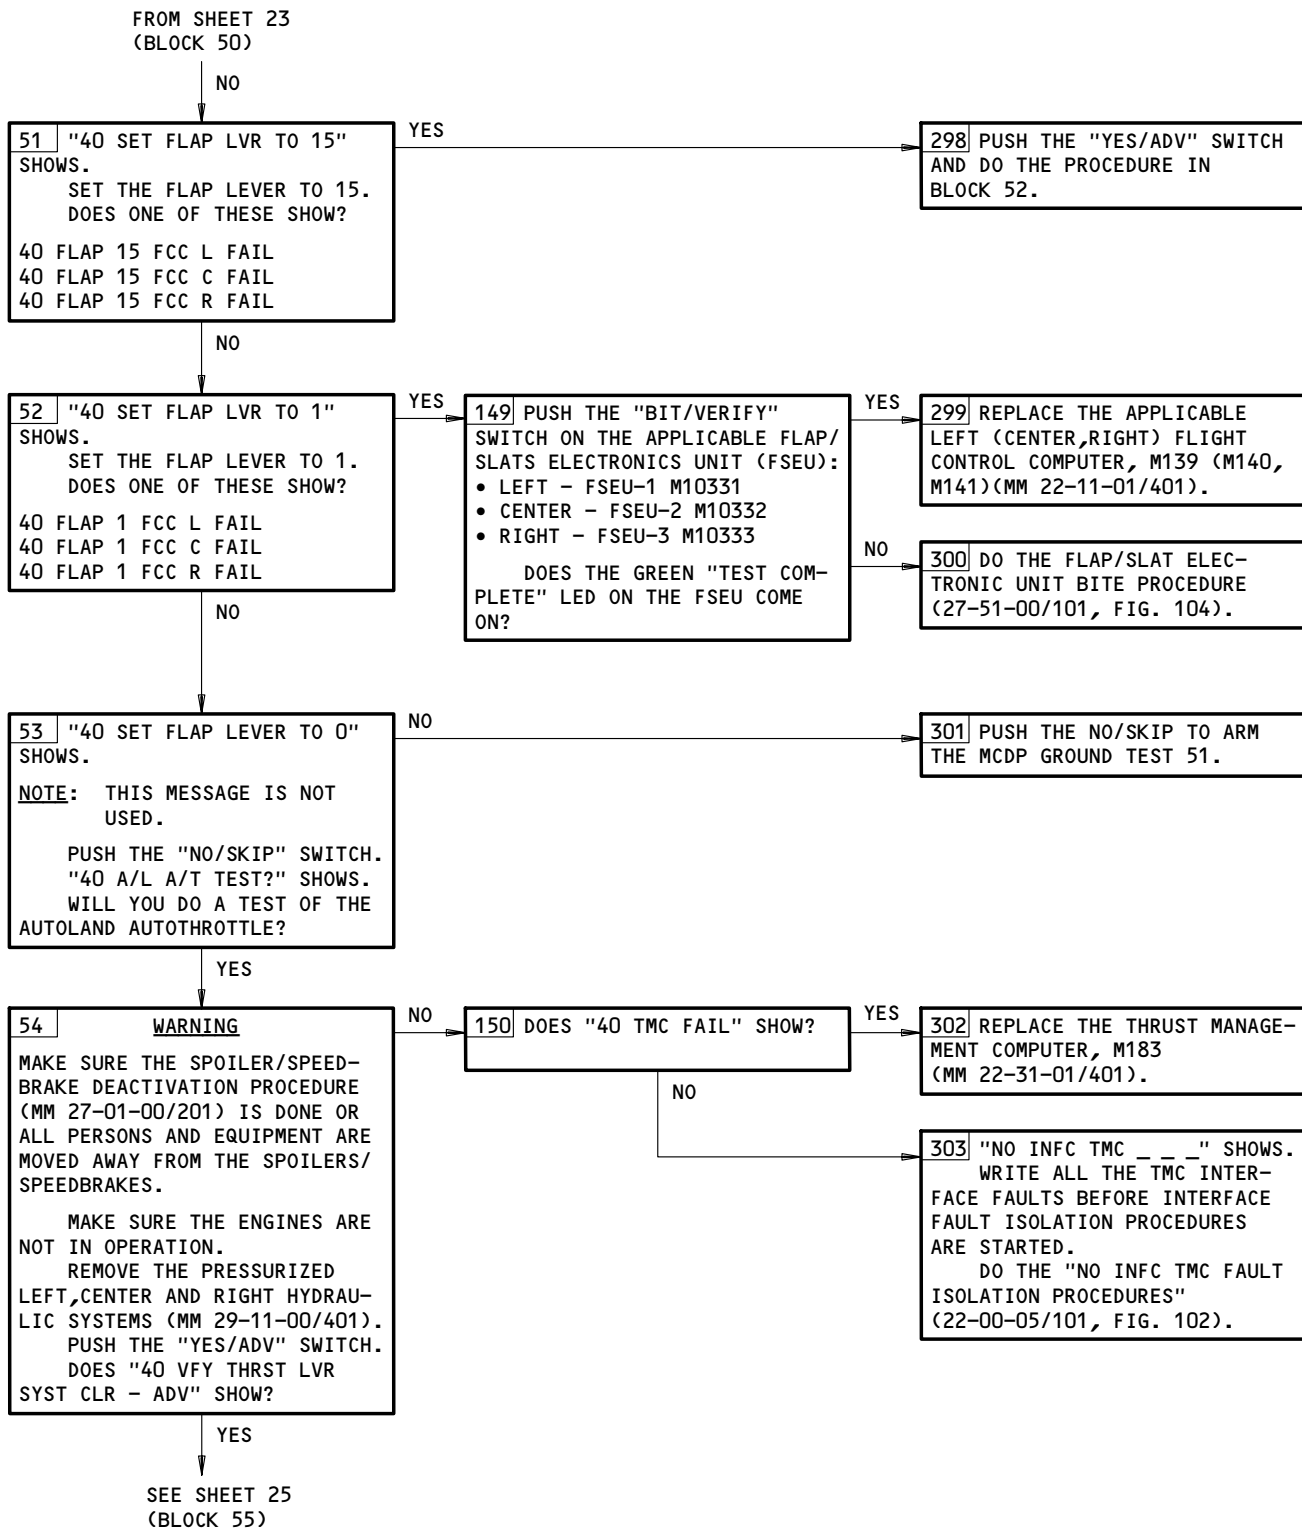 FROM SHEET 23
(BLOCK 50)
NO
51 "40 SET FLAP LVR TO 15"
SHOWS.
SET THE FLAP LEVER TO 15.
DOES ONE OF THESE SHOW?
40 FLAP 15 FCC L FAIL
40 FLAP 15 FCC C FAIL
40 FLAP 15 FCC R FAIL
YES
298 PUSH THE "YES/ADV" SWITCH
AND DO THE PROCEDURE IN
BLOCK 52.
NO
52 "40 SET FLAP LVR TO 1"
SHOWS.
SET THE FLAP LEVER TO 1.
DOES ONE OF THESE SHOW?
40 FLAP 1 FCC L FAIL
40 FLAP 1 FCC C FAIL
40 FLAP 1 FCC R FAIL
YES
149 PUSH THE "BIT/VERIFY"
SWITCH ON THE APPLICABLE FLAP/
SLATS ELECTRONICS UNIT (FSEU):
• LEFT – FSEU-1 M10331
• CENTER – FSEU-2 M10332
• RIGHT – FSEU-3 M10333
DOES THE GREEN "TEST COM-
PLETE" LED ON THE FSEU COME
ON?
YES
299 REPLACE THE APPLICABLE
LEFT (CENTER,RIGHT) FLIGHT
CONTROL COMPUTER, M139 (M140,
M141)(MM 22-11-01/401).
NO
300 DO THE FLAP/SLAT ELEC-
TRONIC UNIT BITE PROCEDURE
(27-51-00/101, FIG. 104).
NO
53 "40 SET FLAP LEVER TO 0"
SHOWS.
NOTE: THIS MESSAGE IS NOT
USED.
PUSH THE "NO/SKIP" SWITCH.
"40 A/L A/T TEST?" SHOWS.
WILL YOU DO A TEST OF THE
AUTOLAND AUTOTHROTTLE?
NO
301 PUSH THE NO/SKIP TO ARM
THE MCDP GROUND TEST 51.
YES
54 WARNING
MAKE SURE THE SPOILER/SPEED-
BRAKE DEACTIVATION PROCEDURE
(MM 27-01-00/201) IS DONE OR
ALL PERSONS AND EQUIPMENT ARE
MOVED AWAY FROM THE SPOILERS/
SPEEDBRAKES.
MAKE SURE THE ENGINES ARE
NOT IN OPERATION.
REMOVE THE PRESSURIZED
LEFT,CENTER AND RIGHT HYDRAU-
LIC SYSTEMS (MM 29-11-00/401).
PUSH THE "YES/ADV" SWITCH.
DOES "40 VFY THRST LVR
SYST CLR – ADV" SHOW?
NO
150 DOES "40 TMC FAIL" SHOW?
YES
302 REPLACE THE THRUST MANAGE-
MENT COMPUTER, M183
(MM 22-31-01/401).
NO
303 "NO INFC TMC _ _ _" SHOWS.
WRITE ALL THE TMC INTER-
FACE FAULTS BEFORE INTERFACE
FAULT ISOLATION PROCEDURES
ARE STARTED.
DO THE "NO INFC TMC FAULT
ISOLATION PROCEDURES"
(22-00-05/101, FIG. 102).
YES
SEE SHEET 25
(BLOCK 55)